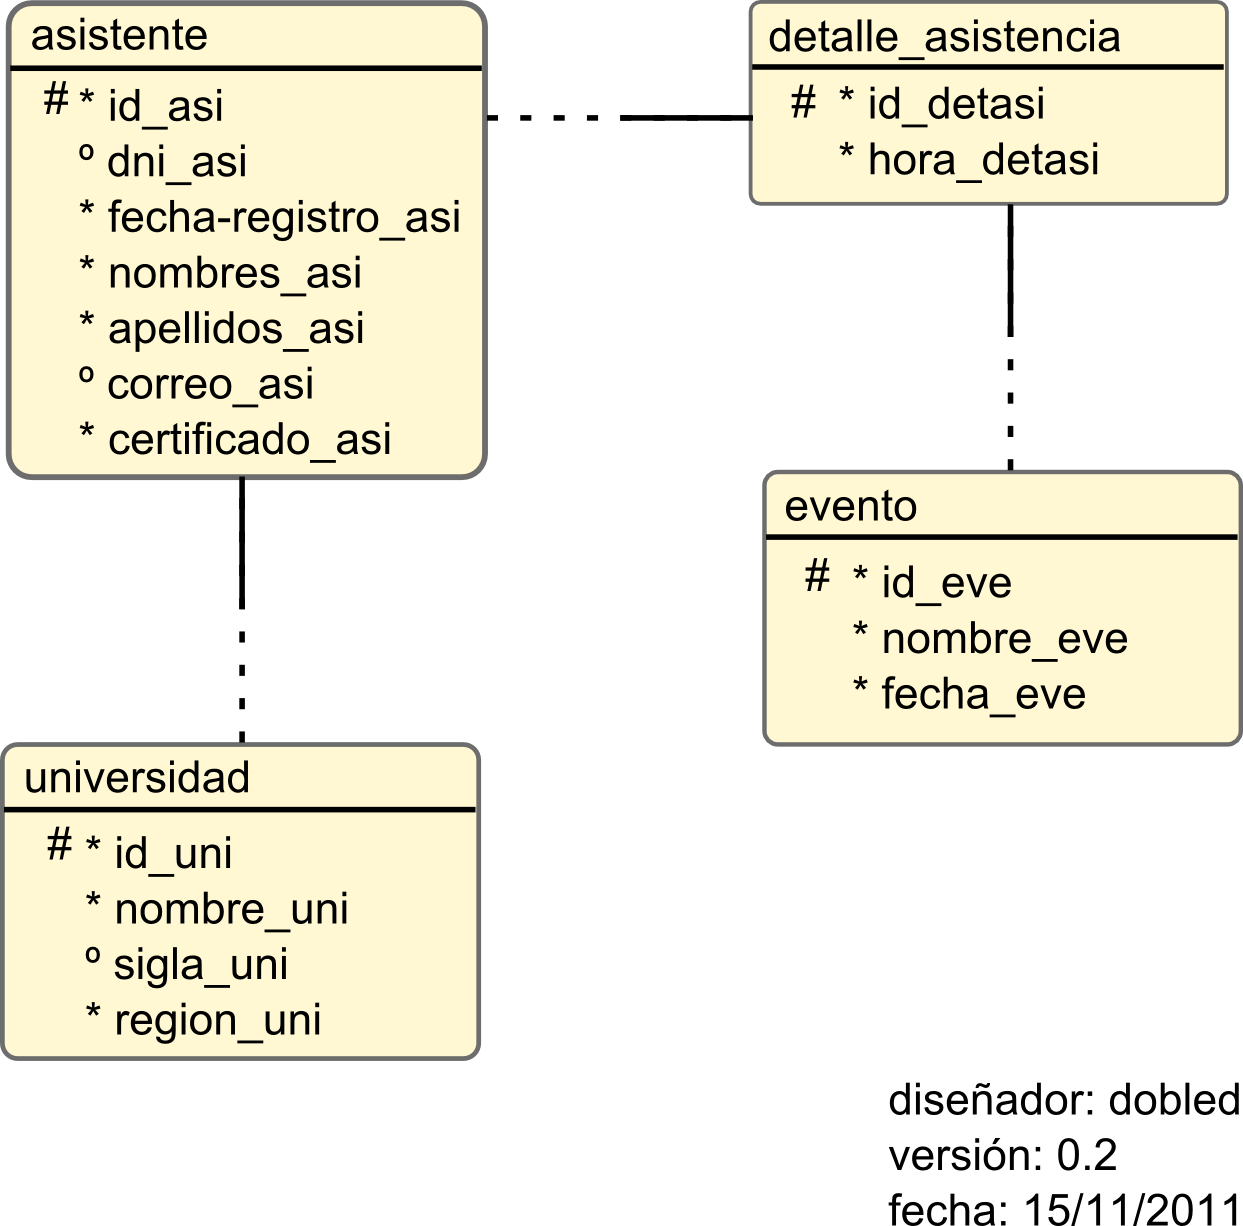 asistente
# * id_asi
º dni_asi
* fecha-registro_asi
* nombres_asi
* apellidos_asi
º correo_asi
* certificado_asi
detalle_asistencia
# * id_detasi
* hora_detasi
evento
# * id_eve
* nombre_eve
* fecha_eve
universidad
# * id_uni
* nombre_uni
º sigla_uni
* region_uni
diseñador: dobled
versión: 0.2
fecha: 15/11/2011